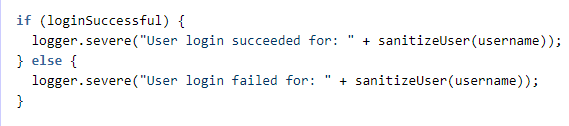 if (loginSuccessful) {
  logger.severe("User login succeeded for: " + sanitizeUser(username));
} else {
  logger.severe("User login failed for: " + sanitizeUser(username));
}